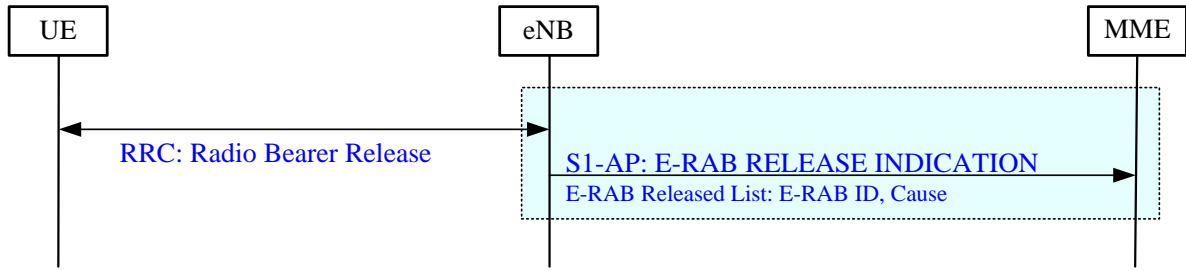 UE
eNB
MME
RRC: Radio Bearer Release
S1-AP: E-RAB RELEASE INDICATION
E-RAB Released List: E-RAB ID, Cause